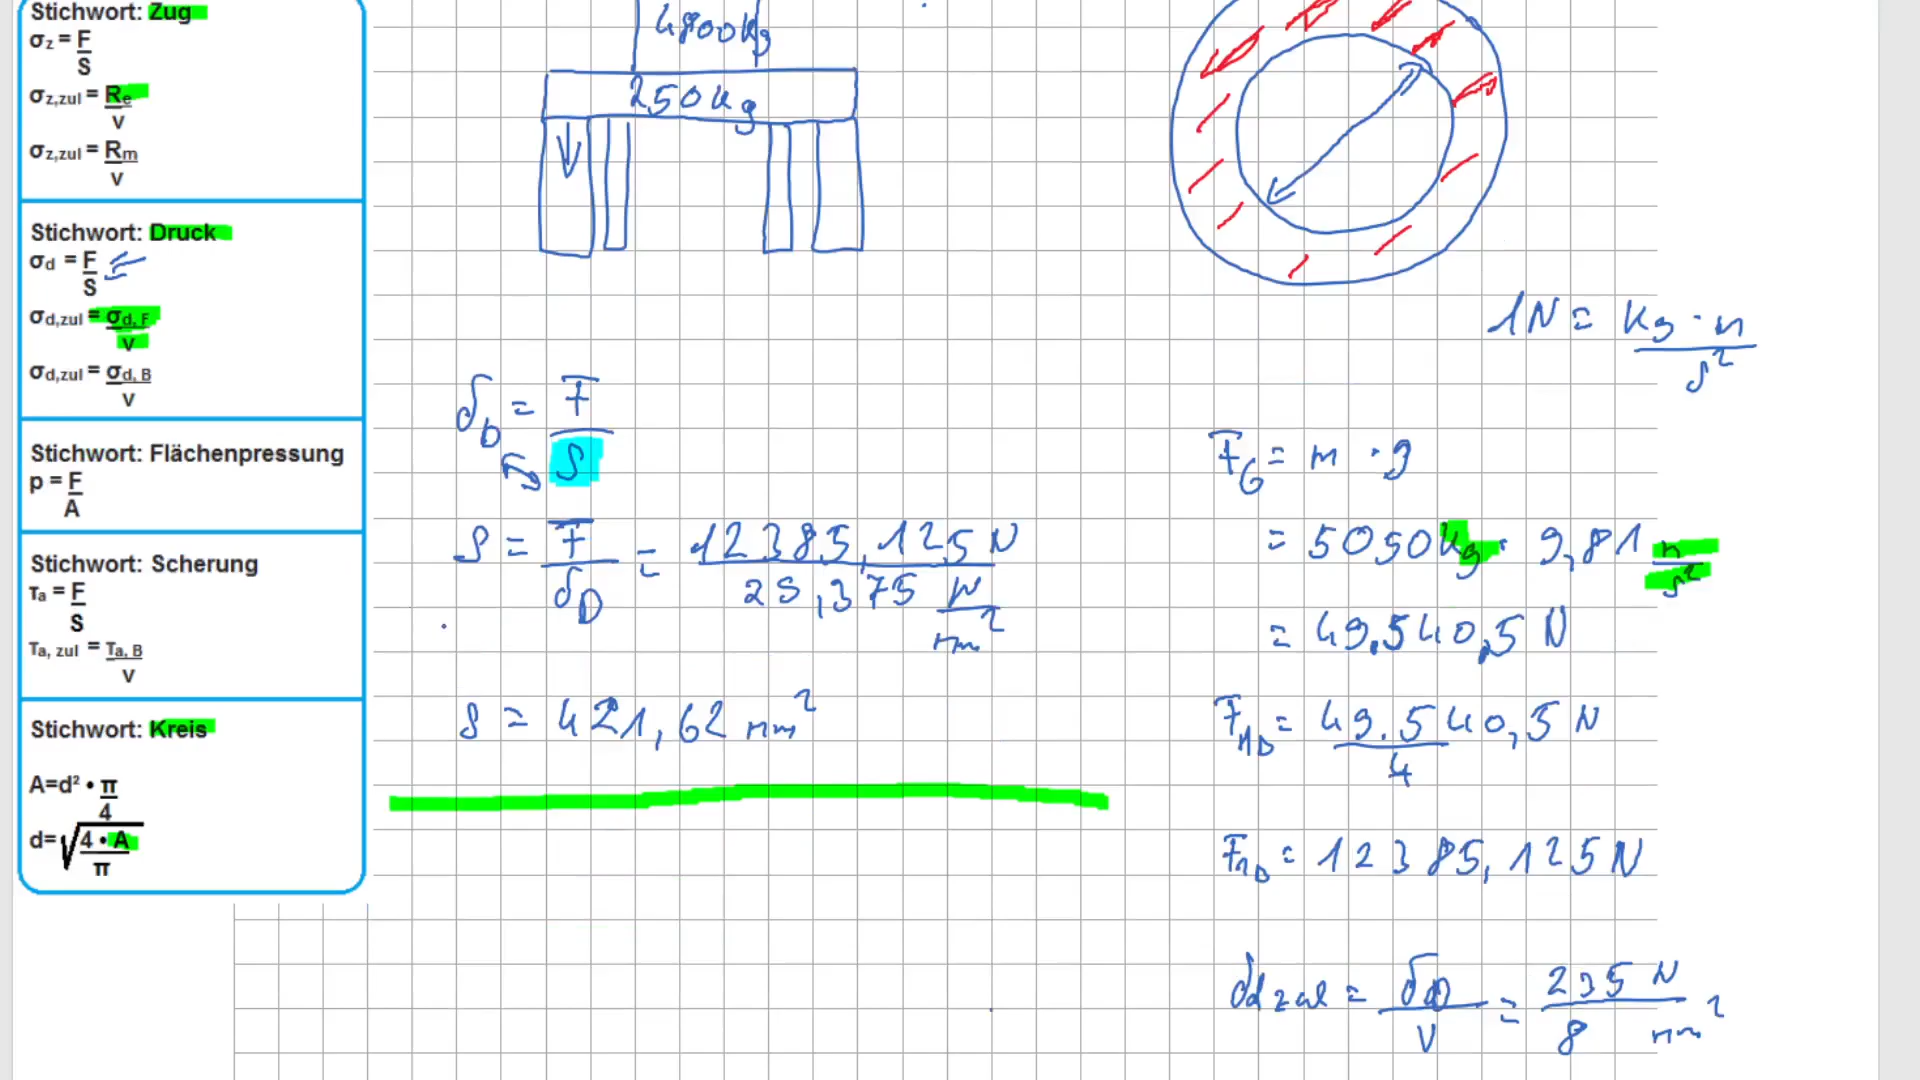 Stichwort: Zug
σz = F
S
σz,zul = Re
v
σz,zul = Rm
v
Stichwort: Druck
σd = F
S
σd,zul = σd, F
v
σd,zul = σd, B
v
Stichwort: Flächenpressung
p = F
A
Stichwort: Scherung
τa = F
S
τa, zul = τa, B
v
Stichwort: Kreis
A=d² • π
4
d=√4 • A
π
4800kg
250kg
σD = F
S
S = F = 12385,125 N
σD 29,375 N
mm²
S = 421,62 mm²
1N = kg · m
s²
FG = m · g
= 5050kg · 9,81 m
s²
= 49.540,5 N
F1D = 49.540,5 N
4
F1D = 12385,125 N
σdzul = σD = 235 N
v 8 mm²